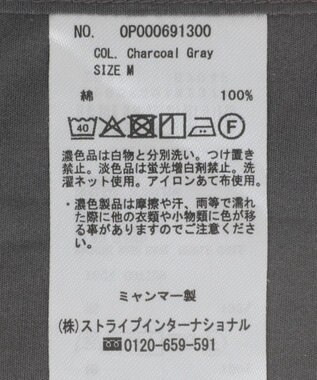 NO. 0P000691300
COL. Charcoal Gray
SIZE M
綿 100%
40 F
濃色品は白物と分別洗い。つけ置き
禁止。淡色品は蛍光増白剤禁止。洗
濯ネット使用。アイロンあて布使用。
・濃色製品は摩擦や汗、雨等で濡れ
た際に他の衣類や小物類に色が移
る事がありますのでご注意くださ
い。
ミャンマー製
(株)ストライプインターナショナル
0120-659-591